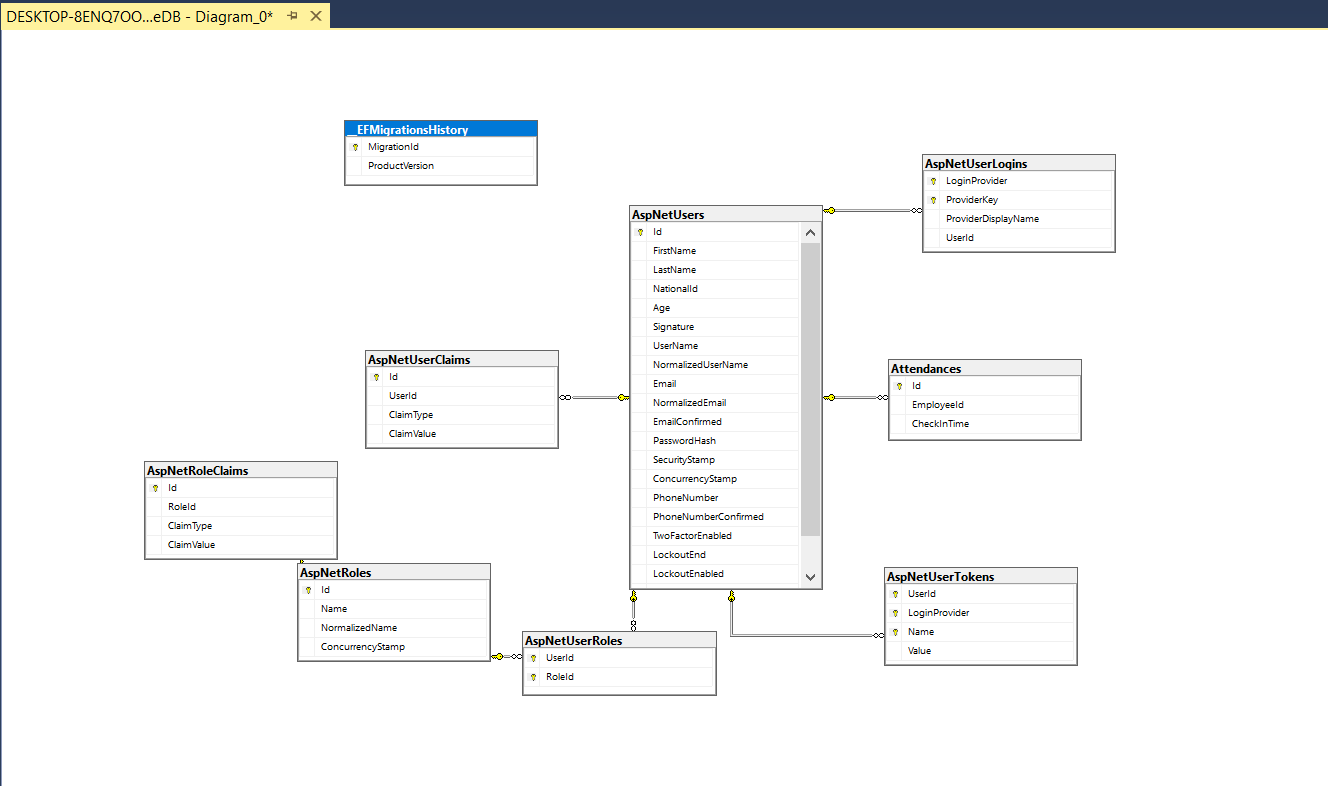 DESKTOP-8ENQ7OO...eDB - Diagram_0*
__EFMigrationsHistory
MigrationId
ProductVersion
AspNetUserLogins
LoginProvider
ProviderKey
ProviderDisplayName
UserId
AspNetUsers
Id
FirstName
LastName
NationalId
Age
Signature
UserName
NormalizedUserName
Email
NormalizedEmail
EmailConfirmed
PasswordHash
SecurityStamp
ConcurrencyStamp
PhoneNumber
PhoneNumberConfirmed
TwoFactorEnabled
LockoutEnd
LockoutEnabled
AspNetUserClaims
Id
UserId
ClaimType
ClaimValue
Attendances
Id
EmployeeId
CheckInTime
AspNetRoleClaims
Id
RoleId
ClaimType
ClaimValue
AspNetRoles
Id
Name
NormalizedName
ConcurrencyStamp
AspNetUserRoles
UserId
RoleId
AspNetUserTokens
UserId
LoginProvider
Name
Value